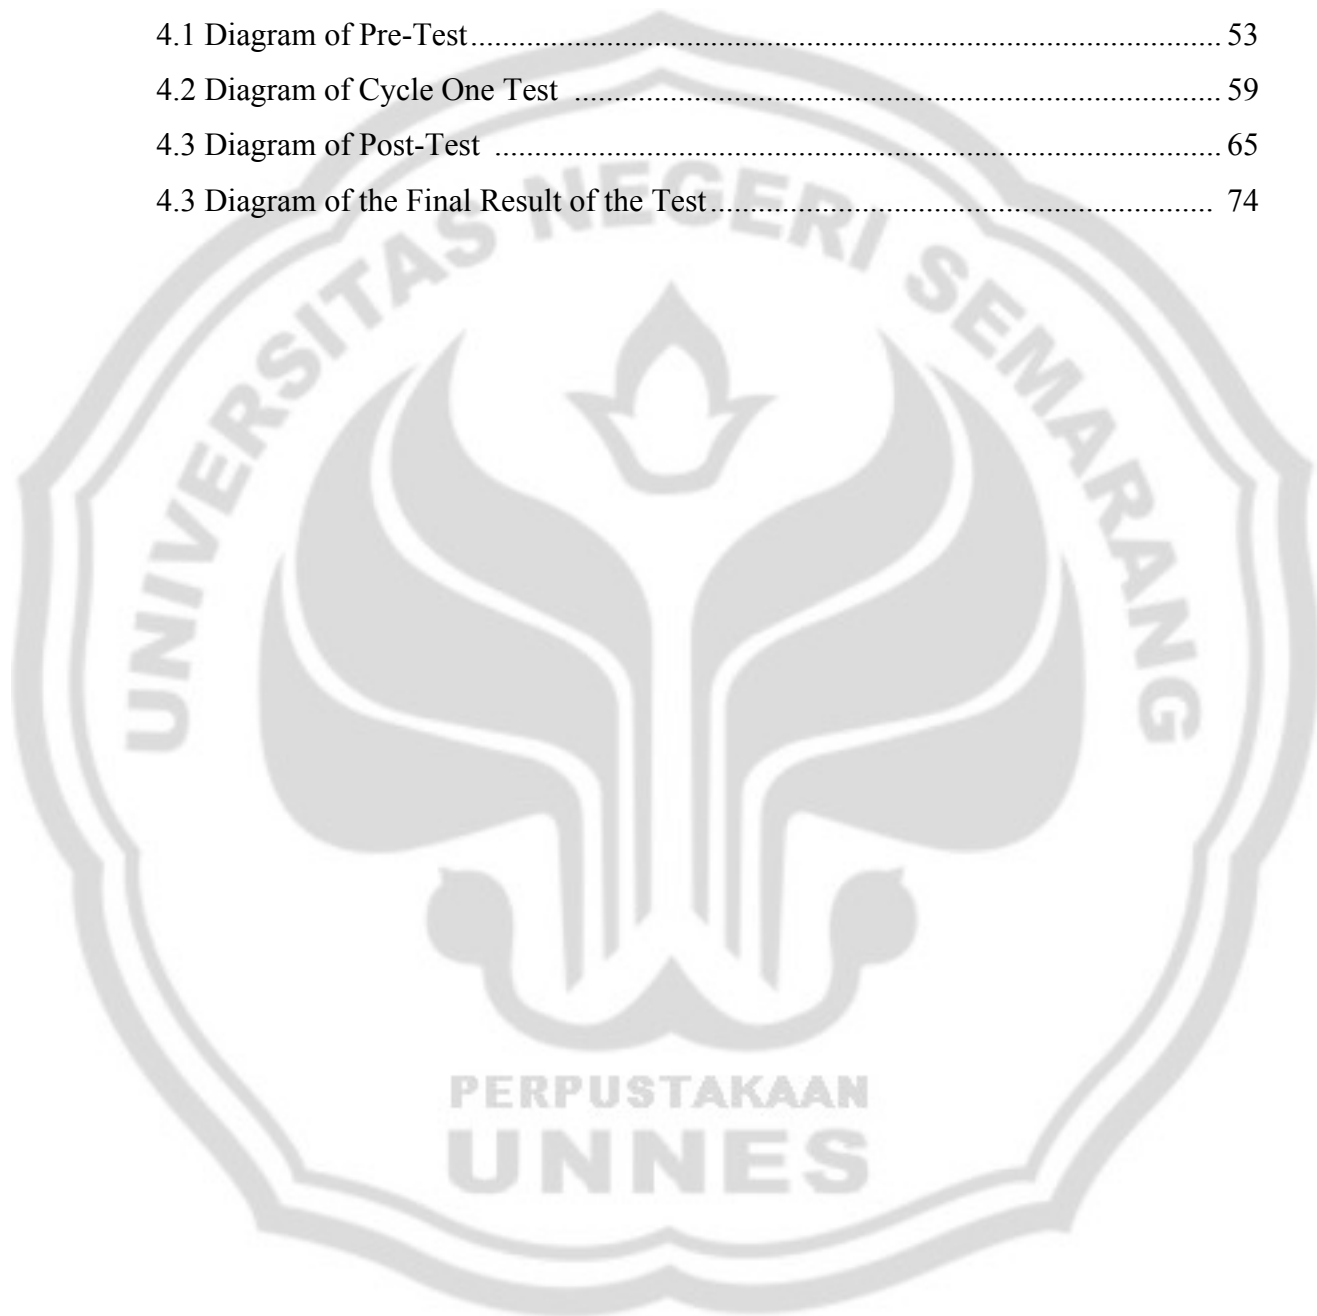 4.1 Diagram of Pre-Test............................................................................................. 53
4.2 Diagram of Cycle One Test ................................................................................ 59
4.3 Diagram of Post-Test .......................................................................................... 65
4.3 Diagram of the Final Result of the Test.............................................................. 74
UNIVERSITAS NEGERI SEMARANG
PERPUSTAKAAN
UNNES